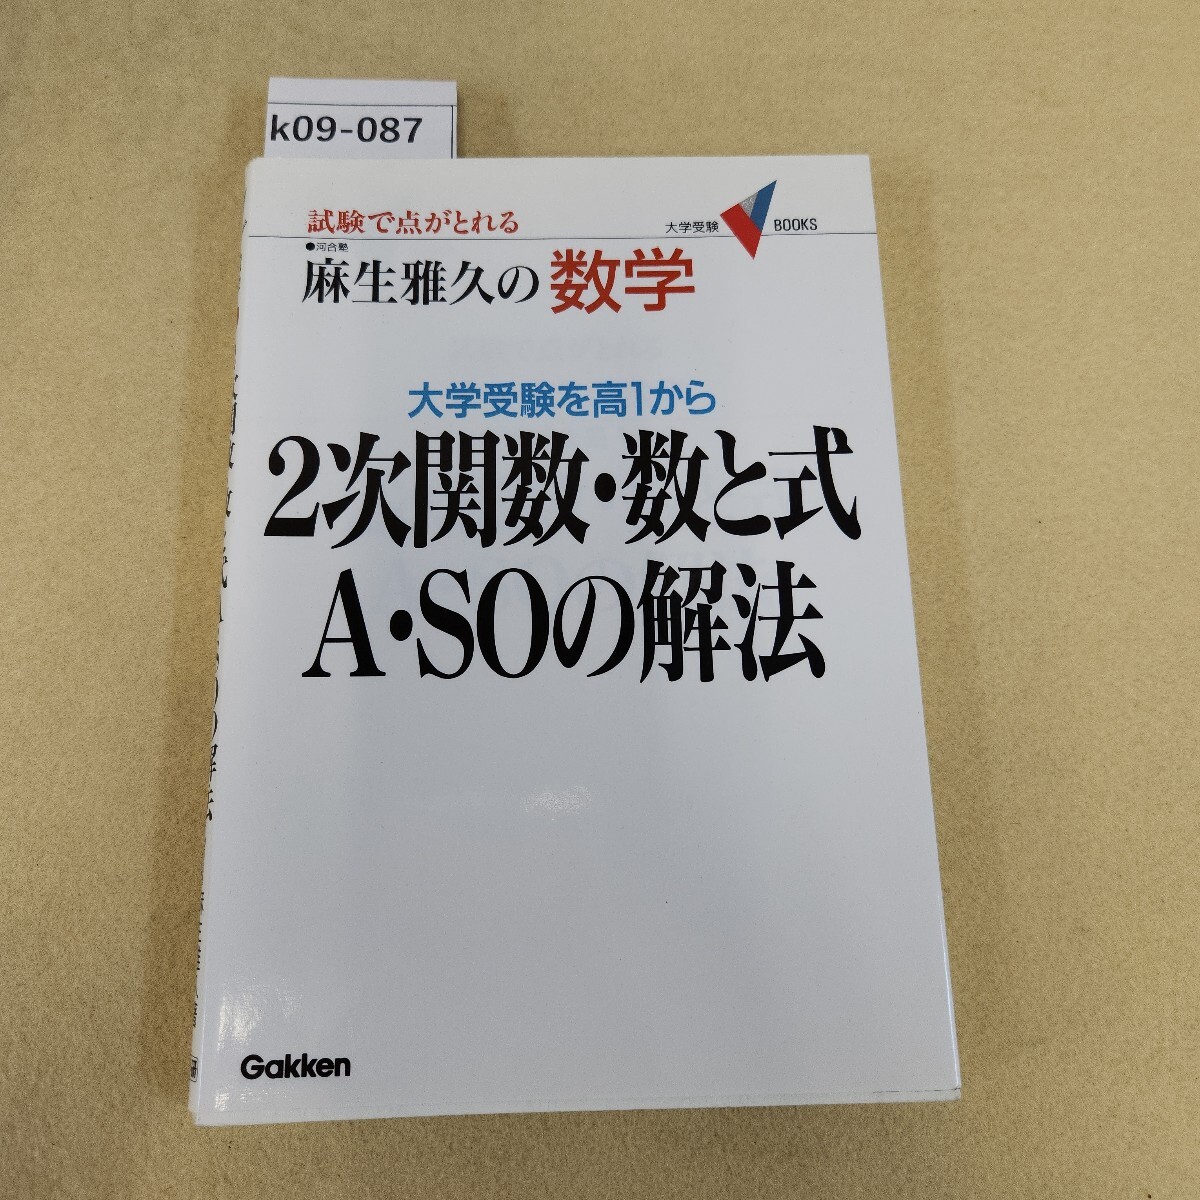 k09-087
試験で点がとれる
大学受験 BOOKS
●河合塾
麻生雅久の数学
大学受験を高1から
2次関数・数と式
A・SOの解法
Gakken